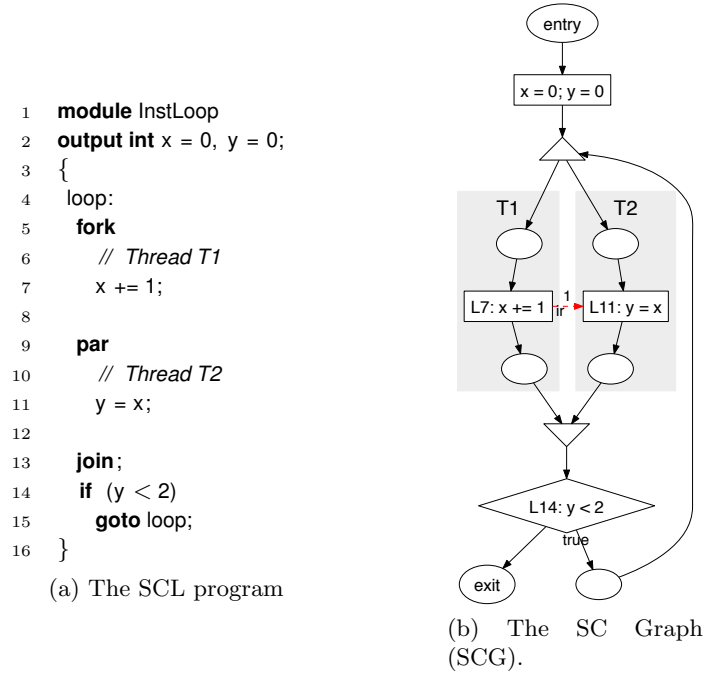 1 module InstLoop
2 output int x = 0, y = 0;
3 {
4 loop:
5 fork
6 // Thread T1
7 x += 1;
8
9 par
10 // Thread T2
11 y = x;
12
13 join;
14 if (y < 2)
15 goto loop;
16 }
(a) The SCL program
entry
x = 0; y = 0
T1 T2
L7: x += 1
1
ir
L11: y = x
L14: y < 2
true
exit
(b) The SC Graph
(SCG).